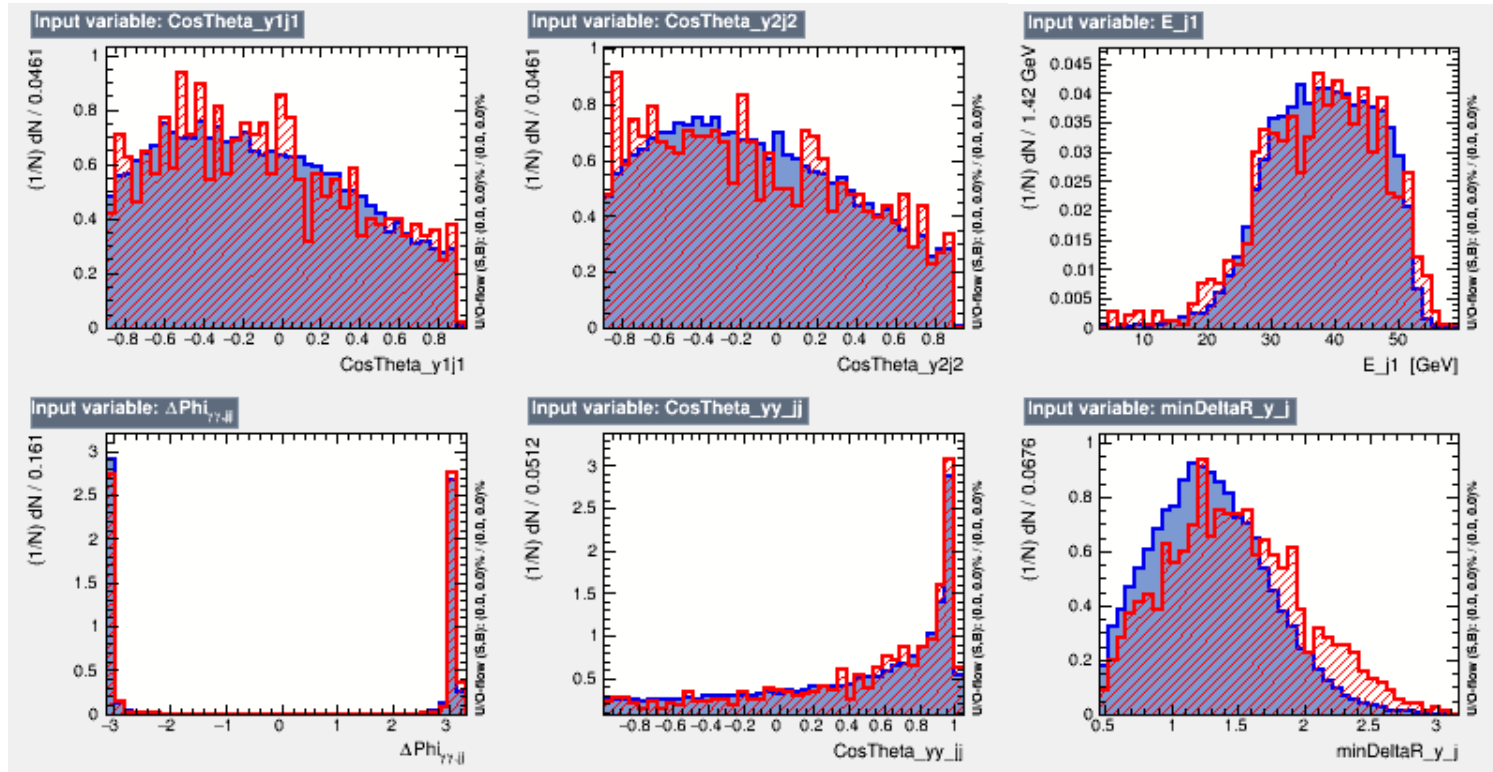 Input variable: CosTheta_y1j1
(1/N) dN / 0.0461
1
0.8
0.6
0.4
0.2
0
−0.8 −0.6 −0.4 −0.2 0 0.2 0.4 0.6 0.8
CosTheta_y1j1
U/O-flow (S,B): (0.0, 0.0)% / (0.0, 0.0)%
Input variable: CosTheta_y2j2
(1/N) dN / 0.0461
1
0.8
0.6
0.4
0.2
0
−0.8 −0.6 −0.4 −0.2 0 0.2 0.4 0.6 0.8
CosTheta_y2j2
U/O-flow (S,B): (0.0, 0.0)% / (0.0, 0.0)%
Input variable: E_j1
(1/N) dN / 1.42 GeV
0.045
0.04
0.035
0.03
0.025
0.02
0.015
0.01
0.005
0
10 20 30 40 50
E_j1 [GeV]
U/O-flow (S,B): (0.0, 0.0)% / (0.0, 0.0)%
Input variable: ΔPhiγγ,jj
(1/N) dN / 0.161
3
2.5
2
1.5
1
0.5
0
−3 −2 −1 0 1 2 3
ΔPhiγγ,jj
U/O-flow (S,B): (0.0, 0.0)% / (0.0, 0.0)%
Input variable: CosTheta_yy_jj
(1/N) dN / 0.0512
3
2.5
2
1.5
1
0.5
0
−0.8 −0.6 −0.4 −0.2 0 0.2 0.4 0.6 0.8 1
CosTheta_yy_jj
U/O-flow (S,B): (0.0, 0.0)% / (0.0, 0.0)%
Input variable: minDeltaR_y_j
(1/N) dN / 0.0676
1
0.8
0.6
0.4
0.2
0
0.5 1 1.5 2 2.5 3
minDeltaR_y_j
U/O-flow (S,B): (0.0, 0.0)% / (0.0, 0.0)%